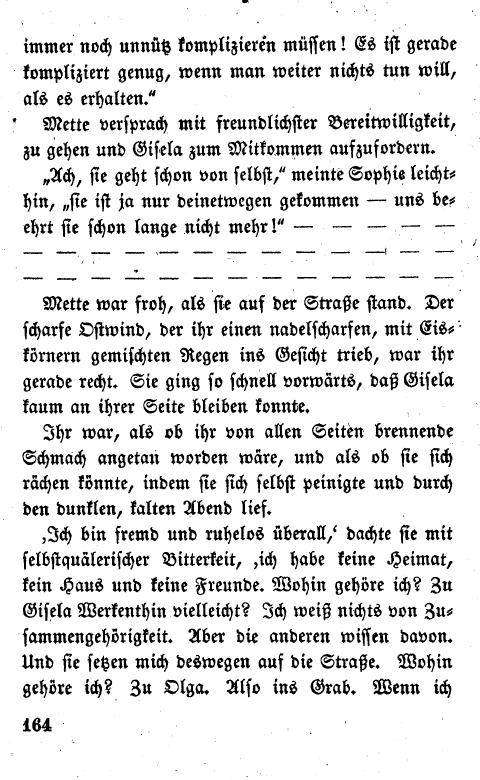 immer noch unnütz komplizieren müssen! Es ist gerade
kompliziert genug, wenn man weiter nichts tun will,
als es erhalten.“
Mette versprach mit freundlichster Bereitwilligkeit,
zu gehen und Gisela zum Mitkommen aufzufordern.
„Ach, sie geht schon von selbst,“ meinte Sophie leicht-
hin, „sie ist ja nur deinetwegen gekommen — uns be-
ehrt sie schon lange nicht mehr!“ — — — — — —
— — — — — — — — — — — — — — — —
— — — — — — — — — — — — — — — —
Mette war froh, als sie auf der Straße stand. Der
scharfe Ostwind, der ihr einen nadelscharfen, mit Eis-
körnern gemischten Regen ins Gesicht trieb, war ihr
gerade recht. Sie ging so schnell vorwärts, daß Gisela
kaum an ihrer Seite bleiben konnte.
Ihr war, als ob ihr von allen Seiten brennende
Schmach angetan worden wäre, und als ob sie sich
rächen könnte, indem sie sich selbst peinigte und durch
den dunklen, kalten Abend lief.
‚Ich bin fremd und ruhelos überall,‘ dachte sie mit
selbstquälerischer Bitterkeit, ‚ich habe keine Heimat,
kein Haus und keine Freunde. Wohin gehöre ich? Zu
Gisela Werkenthin vielleicht? Ich weiß nichts von Zu-
sammengehörigkeit. Aber die anderen wissen davon.
Und sie setzen mich deswegen auf die Straße. Wohin
gehöre ich? Zu Olga. Also ins Grab. Wenn ich
164